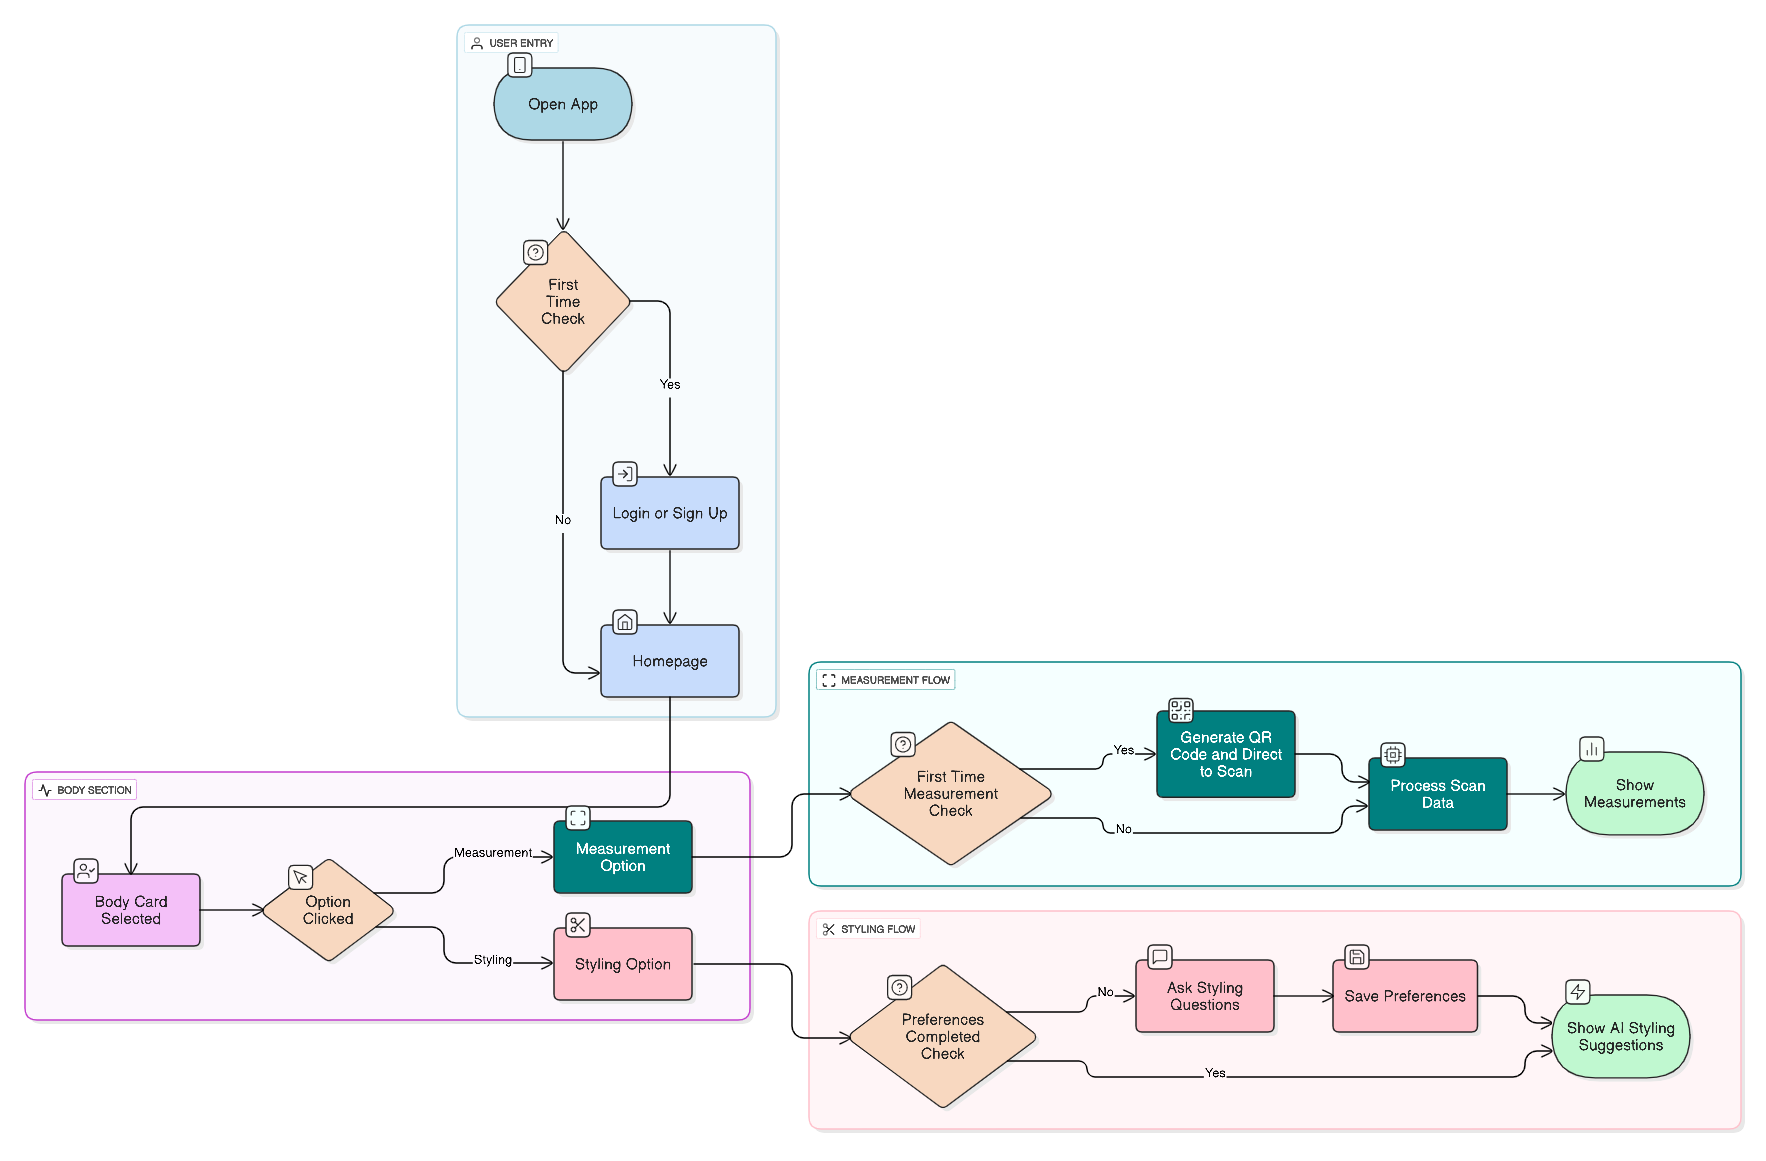 USER ENTRY
Open App
First
Time
Check
Yes
No
Login or Sign Up
Homepage
BODY SECTION
Body Card
Selected
Option
Clicked
Measurement
Measurement
Option
Styling
Styling Option
MEASUREMENT FLOW
First Time
Measurement
Check
Yes
Generate QR
Code and Direct
to Scan
No
Process Scan
Data
Show
Measurements
STYLING FLOW
Preferences
Completed
Check
No
Ask Styling
Questions
Save Preferences
Yes
Show AI Styling
Suggestions